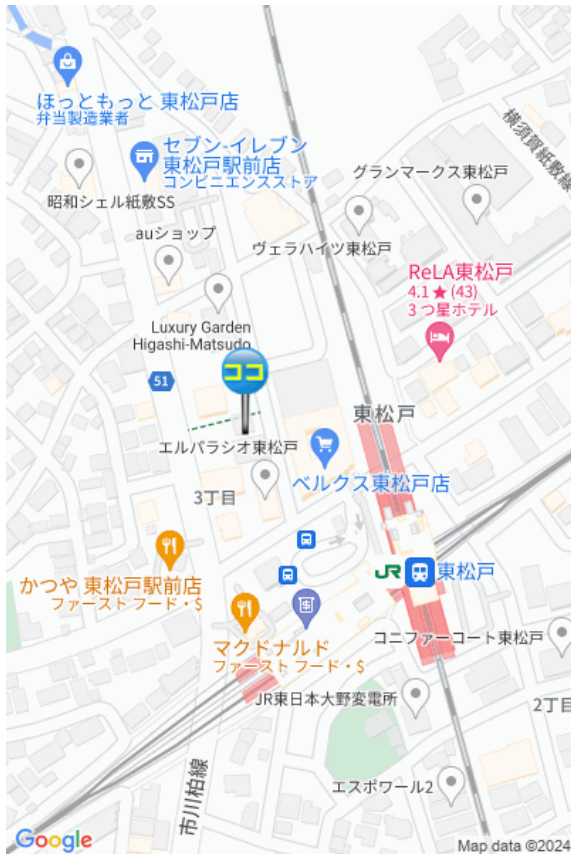 ほっともっと 東松戸店
弁当製造業者
セブン-イレブン
東松戸駅前店
コンビニエンスストア
横須賀紙敷線
グランマークス東松戸
昭和シェル紙敷SS
auショップ
ヴェラハイツ東松戸
ReLA東松戸
4.1★(43)
3 つ星ホテル
Luxury Garden
Higashi-Matsudo
ココ
51
東松戸
エルパラシオ東松戸
ベルクス東松戸店
3丁目
JR 東松戸
かつや 東松戸駅前店
ファースト フード・$
マクドナルド
ファースト フード・$
コニファーコート東松戸
JR東日本大野変電所
2丁目
エスポワール2
市川柏線
Google
Map data ©2024